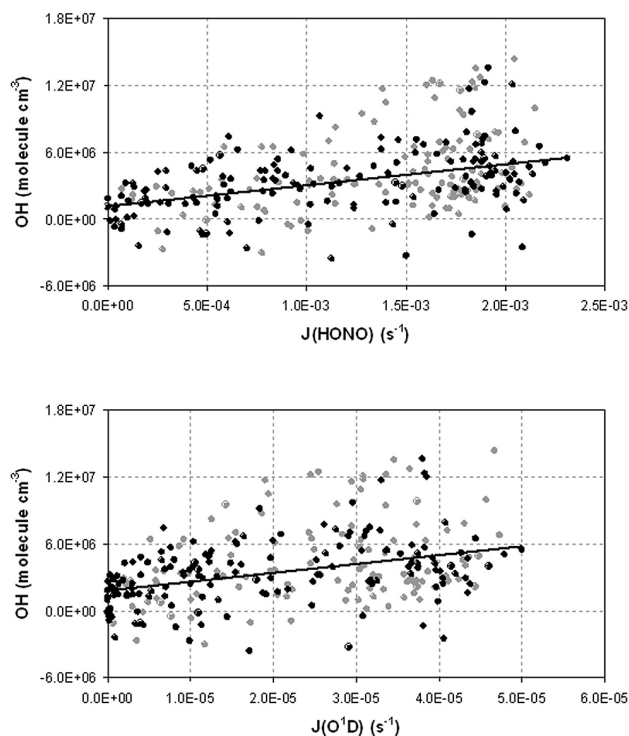 1.8E+07
1.2E+07
6.0E+06
0.0E+00
-6.0E+06
OH (molecule cm-3)
0.0E+00 5.0E-04 1.0E-03 1.5E-03 2.0E-03 2.5E-03
J(HONO) (s-1)
1.8E+07
1.2E+07
6.0E+06
0.0E+00
-6.0E+06
OH (molecule cm-3)
0.0E+00 1.0E-05 2.0E-05 3.0E-05 4.0E-05 5.0E-05 6.0E-05
J(O1D) (s-1)